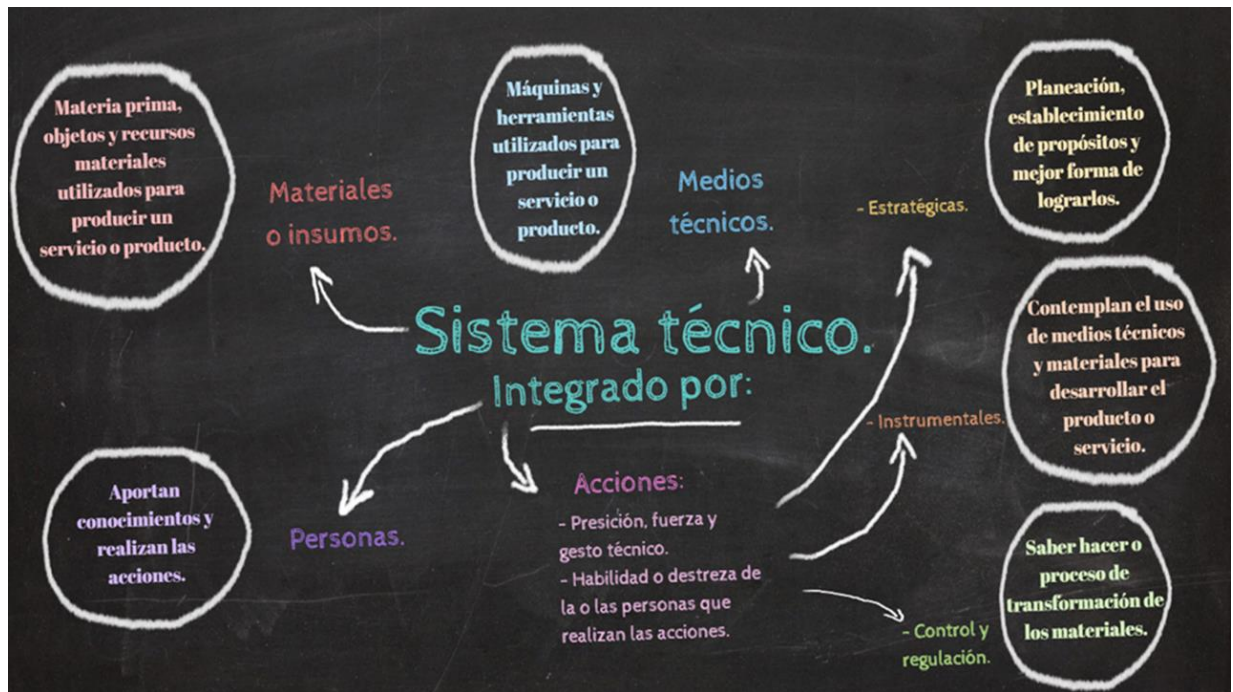 Materia prima,
objetos y recursos
materiales
utilizados para
producir un
servicio o producto.
Materiales
o insumos.
Máquinas y
herramientas
utilizados para
producir un
servicio o
producto.
Medios
técnicos.
- Estratégicas.
Planeación,
establecimiento
de propósitos y
mejor forma de
lograrlos.
Sistema técnico.
Integrado por:
- Instrumentales.
Contemplan el uso
de medios técnicos
y materiales para
desarrollar el
producto o
servicio.
Aportan
conocimientos y
realizan las
acciones.
Personas.
Acciones:
- Presición, fuerza y
gesto técnico.
- Habilidad o destreza de
la o las personas que
realizan las acciones.
- Control y
regulación.
Saber hacer o
proceso de
transformación de
los materiales.